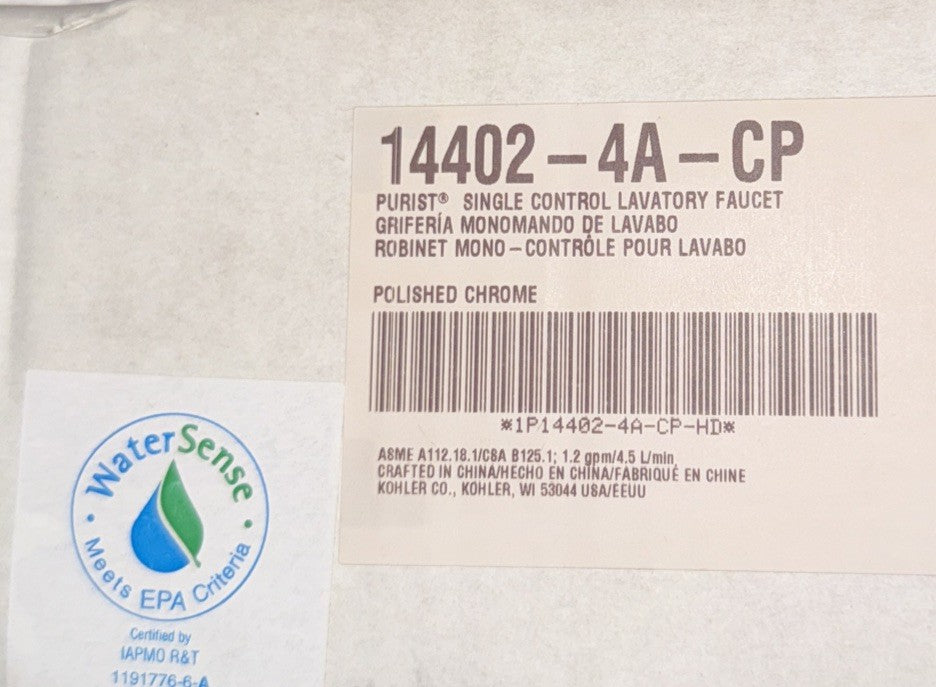 14402-4A-CP
PURIST® SINGLE CONTROL LAVATORY FAUCET
GRIFERÍA MONOMANDO DE LAVABO
ROBINET MONO-CONTRÔLE POUR LAVABO
POLISHED CHROME
*1P14402-4A-CP-HD*
ASME A112.18.1/CSA B125.1; 1.2 gpm/4.5 L/min
CRAFTED IN CHINA/HECHO EN CHINA/FABRIQUÉ EN CHINE
KOHLER CO., KOHLER, WI 53044 USA/EEUU
WaterSense
Meets EPA Criteria
Certified by
IAPMO R&T
1191776-6-A